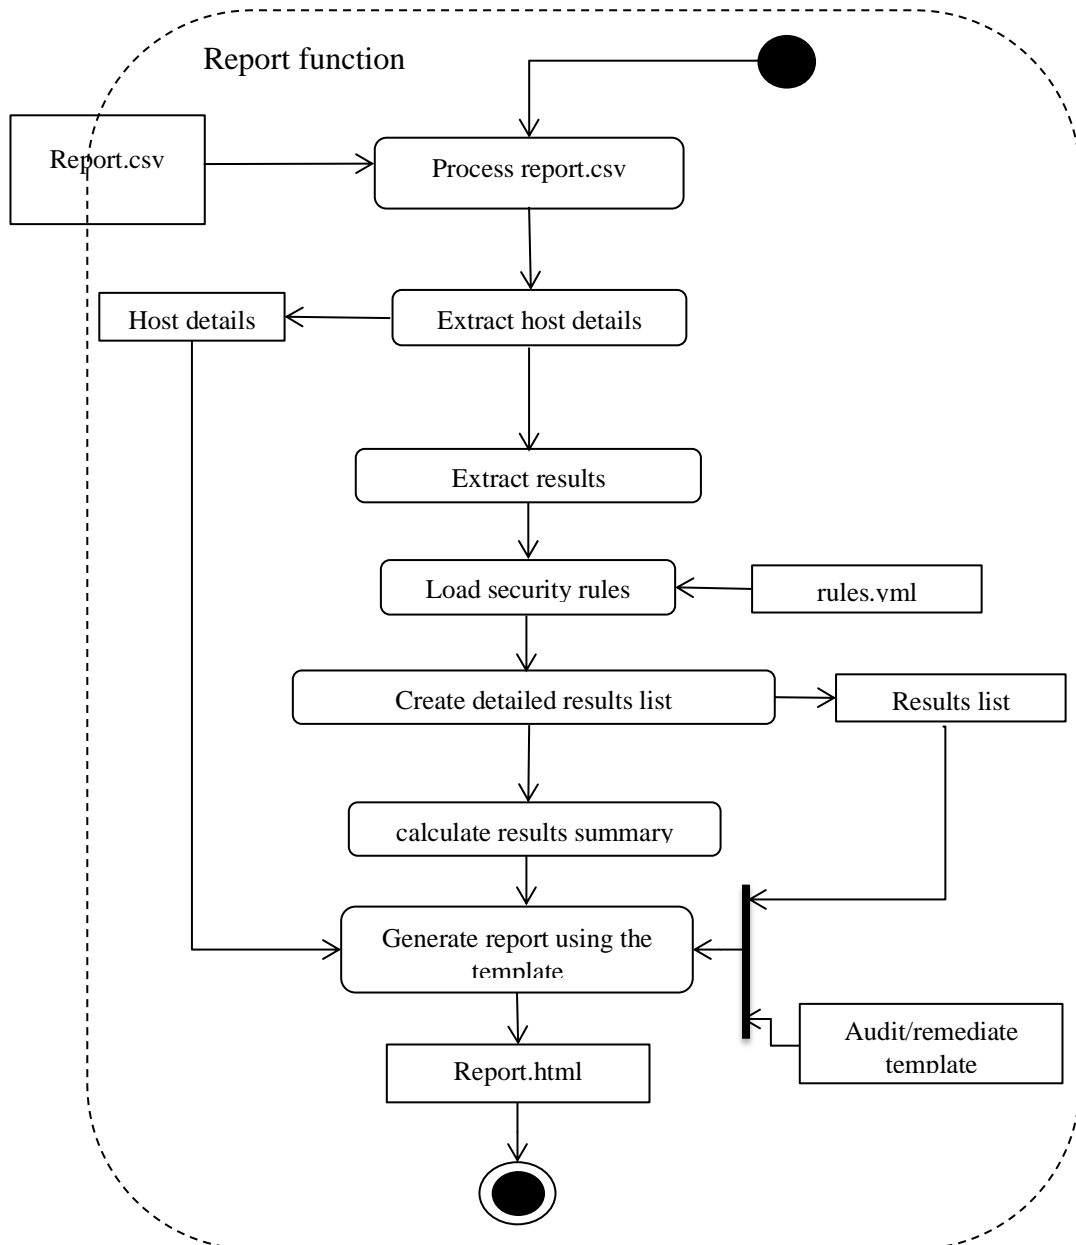 Report function
Report.csv
Process report.csv
Host details
Extract host details
Extract results
Load security rules
rules.yml
Create detailed results list
Results list
calculate results summary
Generate report using the
template
Audit/remediate
template
Report.html